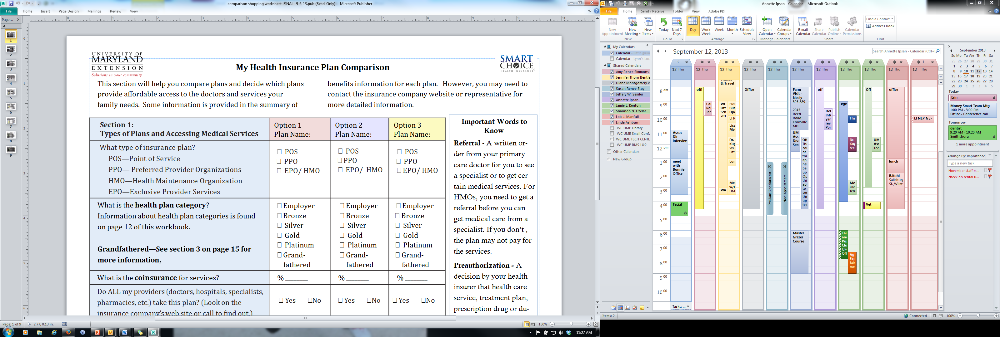 comparison shopping worksheet FINAL 9-6-13.pub (Read-Only) - Microsoft Publisher
File Home Insert Page Design Mailings Review View
Page...
UNIVERSITY OF
MARYLAND
EXTENSION
Solutions in your community
My Health Insurance Plan Comparison
SMART
CHOICE
HEALTH INSURANCE
This section will help you compare plans and decide which plans
provide affordable access to the doctors and services your
family needs. Some information is provided in the summary of
benefits information for each plan. However, you may need to
contact the insurance company website or representative for
more detailed information.
Section 1:
Types of Plans and Accessing Medical Services
Option 1
Plan Name:
Option 2
Plan Name:
Option 3
Plan Name:
What type of insurance plan?
POS—Point of Service
PPO— Preferred Provider Organizations
HMO—Health Maintenance Organization
EPO—Exclusive Provider Services
☐ POS
☐ PPO
☐ EPO/ HMO
☐ POS
☐ PPO
☐ EPO/ HMO
☐ POS
☐ PPO
☐ EPO/ HMO
What is the health plan category?
Information about health plan categories is found
on page 12 of this workbook.
Grandfathered—See section 3 on page 15 for
more information.
☐ Employer
☐ Bronze
☐ Silver
☐ Gold
☐ Platinum
☐ Grand-
fathered
☐ Employer
☐ Bronze
☐ Silver
☐ Gold
☐ Platinum
☐ Grand-
fathered
☐ Employer
☐ Bronze
☐ Silver
☐ Gold
☐ Platinum
☐ Grand-
fathered
What is the coinsurance for services?
% _______
% _______
% _______
Do ALL my providers (doctors, hospitals, specialists,
pharmacies, etc.) take this plan? (Look on the
insurance company's web site or call to find out.)
☐ Yes ☐ No
☐ Yes ☐ No
☐ Yes ☐ No
Important Words to
Know
Referral - A written or-
der from your primary
care doctor for you to see
a specialist or to get cer-
tain medical services. For
HMOs, you need to get a
referral before you can
get medical care from a
specialist. If you don't ,
the plan may not pay for
the services.
Preauthorization - A
decision by your health
insurer that health care
service, treatment plan,
prescription drug or du-
Page: 1 of 9
2.77, 0.13 in.
150%
11:27 AM
Annette Ipsan - Calendar - Microsoft Outlook
File Home Send / Receive Folder View Adobe PDF
New Appointment
New Meeting
New Items
Today
Next 7 Days
Day
Work Week
Week
Month
Schedule View
Open Calendar
Calendar Groups
E-mail Calendar
Share Calendar
Publish Online
Calendar Permissions
Find a Contact
Address Book
New Go To Arrange Manage Calendars Share Find
My Calendars
Calendar
Calendar - Lynn's Loc
Shared Calendars
Amy Renee Simmons
Jennifer Thorn Bentle
Diane Montgomery W
Susan Renee Stoy
Jeffery W. Semler
Annette Ipsan
Jamie L. Kenton
Shannon N. Uzelac
Lois J. Manfull
Linda Ashburn
WC UME Library
WC UME Small Conf.
WC UME TECH CENTE
WC UME RMS 1&2
Other Calendars
New Group
September 12, 2013
Search Annette Ipsan - Calendar (Ctrl+
12 Thu 12 Thu 12 Thu 12 Thu 12 Thu 12 Thu 12 Thu 12 Thu 12 Thu 12 Thu 12 Thu
8 am
9 00
10 00
11 00
12 pm
1 00
2 00
3 00
4 00
5 00
6 00
7 00
8 00
9 00
10 00
Assoc
Dir
interview
meet
with
Bonnie
Office
Facial
offi
Ca
Re
Jer
& Travel
WC
Offi
Sch
201
FRS
Bu
Up
EFN
Lis
Mc
Dr.
Kug
WC
Off
Lur
Me
w/l
UM
Wa
Office
Previous Appointment
Next Appointment
Farm
Visit -
Neely
805-889-
2045
Reed
Road
Knoxville
MD
UM
Ass
Dea
Sen
Master
Grazer
Course
off
Del
Int
yar
rev
Por
kgv
The
Dr.
Kug
tecl
Me
UM
Jen
Tai
an
Pu
Clu
UM
Off
Ag
Exp
fair
me
Off
UM
Ass
Tec
Vet
office
lunch
B.Kohl
Salisbury
St.,Wilms
EFNEP M
Tasks: ...
September 2013
Su Mo Tu We Th Fr Sa
25 26 27 28 29 30 31
1 2 3 4 5 6 7
8 9 10 11 12 13 14
15 16 17 18 19 20 21
22 23 24 25 26 27 28
29 30 1 2 3 4 5
Today
Erin
Money Smart Team Mtg
1:00 PM - 3:00 PM
Office - Conference call
Tomorrow
dentist
9:20 AM - 10:20 AM
Smithsburg
1 more appointment
Arrange By: Importance
Type a new task
November staff m...
check on rental u...
Items: 2
Connected
100%